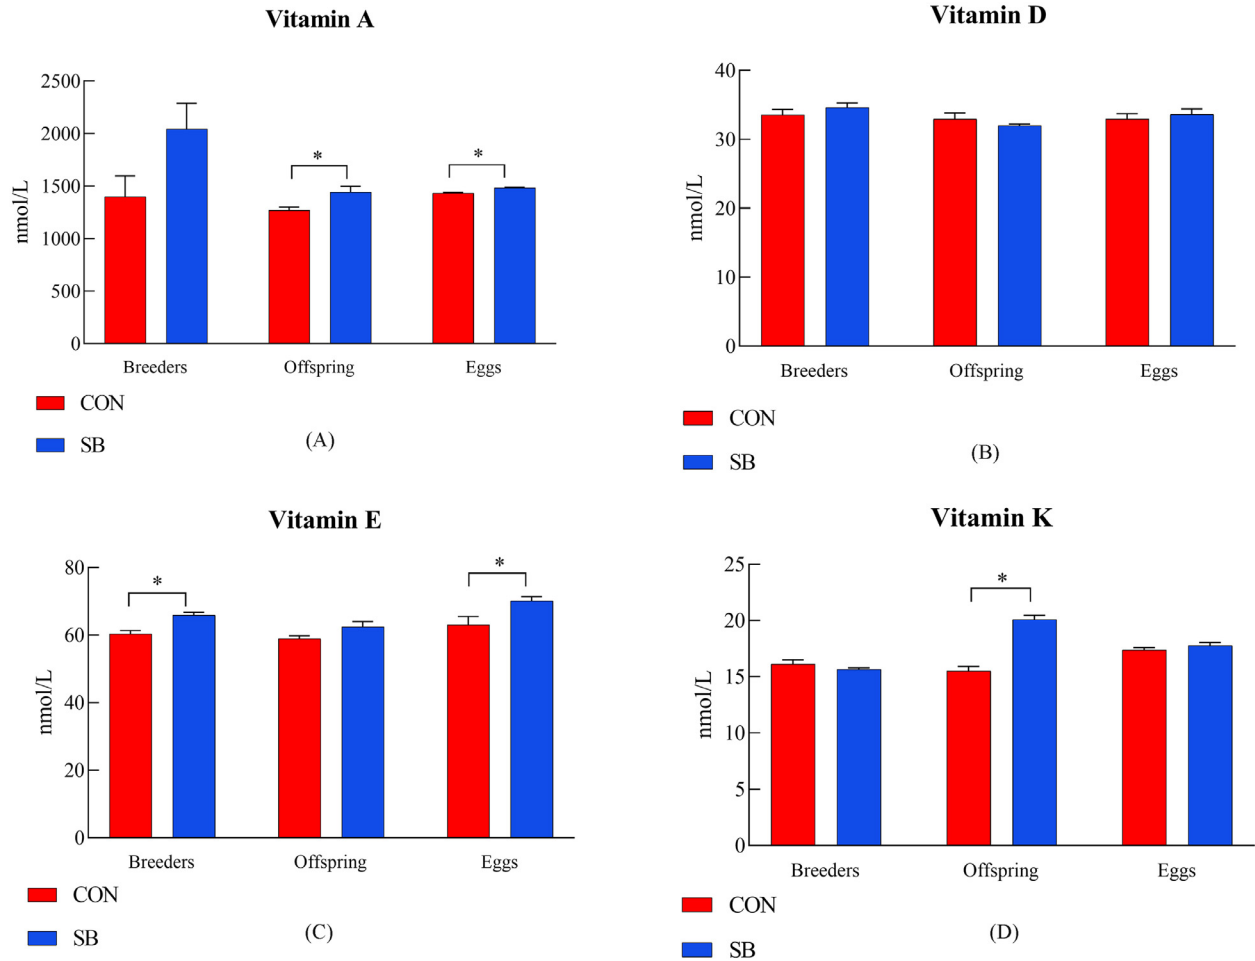 Vitamin A
nmol/L
2500
2000
1500
1000
500
0
*
*
Breeders Offspring Eggs
CON
SB
(A)
Vitamin D
nmol/L
40
30
20
10
0
Breeders Offspring Eggs
CON
SB
(B)
Vitamin E
nmol/L
80
60
40
20
0
*
*
Breeders Offspring Eggs
CON
SB
(C)
Vitamin K
nmol/L
25
20
15
10
5
0
*
Breeders Offspring Eggs
CON
SB
(D)